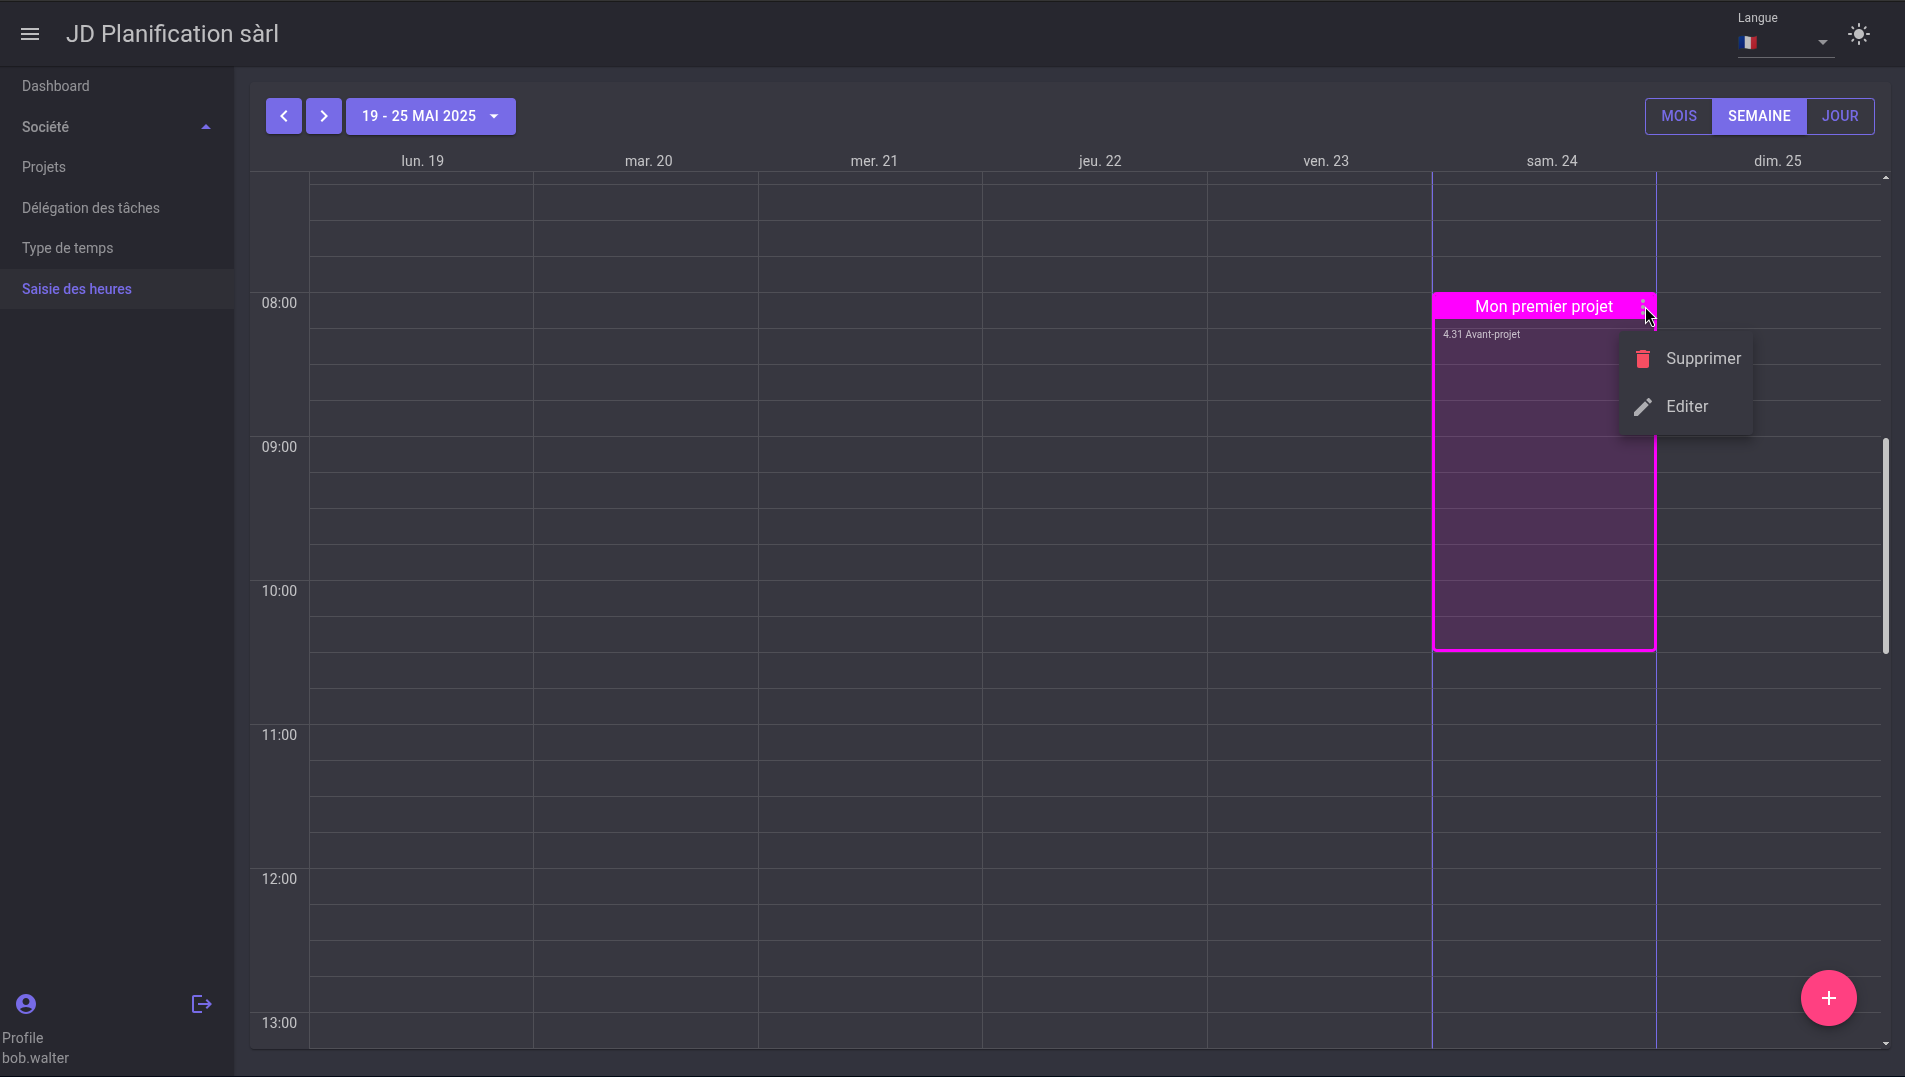 JD Planification sàrl
Langue
Dashboard
Société
Projets
Délégation des tâches
Type de temps
Saisie des heures
Profile
bob.walter
19 - 25 MAI 2025
MOIS
SEMAINE
JOUR
lun. 19
mar. 20
mer. 21
jeu. 22
ven. 23
sam. 24
dim. 25
08:00
Mon premier projet
4.31 Avant-projet
Supprimer
Editer
09:00
10:00
11:00
12:00
13:00